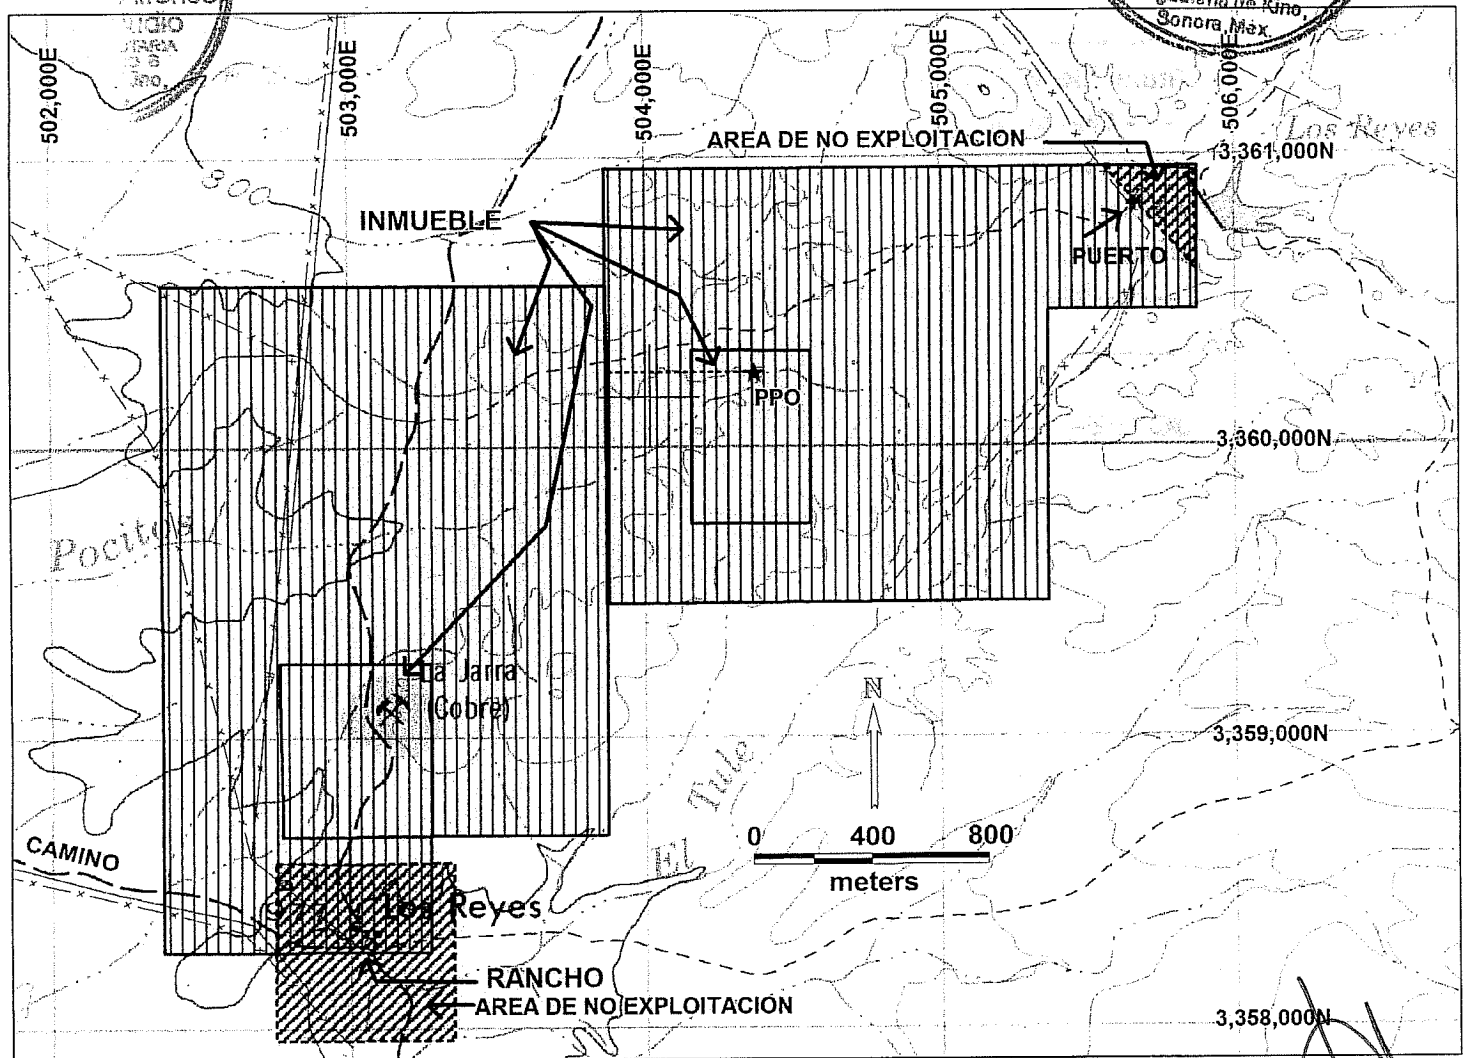 Sonora, Mex.
502,000E
503,000E
504,000E
505,000E
506,000E
Los Reyes
AREA DE NO EXPLOITACION
3,361,000N
300
INMUEBLE
PUERTO
PPO
3,360,000N
Pocitos
La Jarra
(Cobre)
N
3,359,000N
El Tule
0 400 800
meters
CAMINO
Los Reyes
RANCHO
AREA DE NO EXPLOITACION
3,358,000N